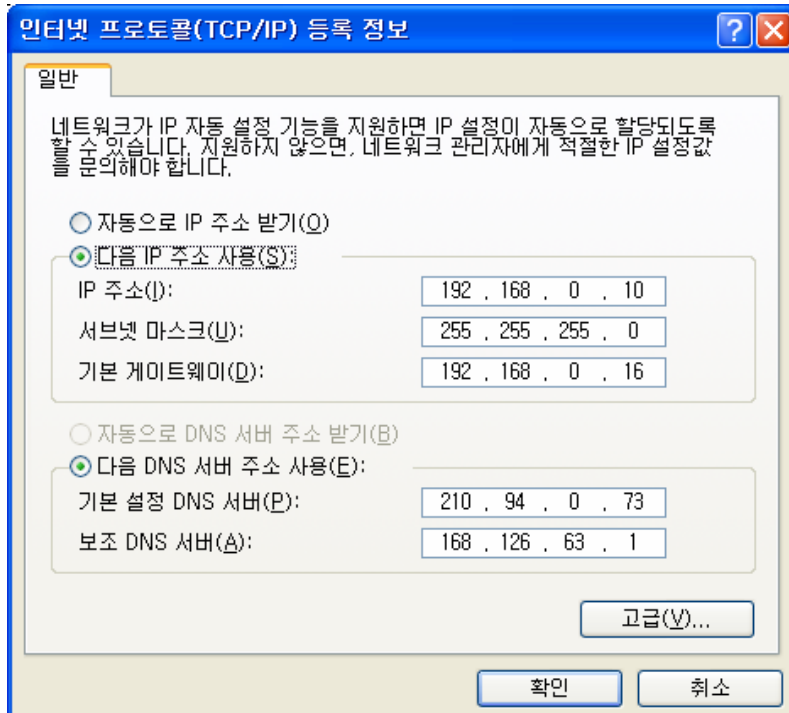 인터넷 프로토콜(TCP/IP) 등록 정보
일반
네트워크가 IP 자동 설정 기능을 지원하면 IP 설정이 자동으로 할당되도록
할 수 있습니다. 지원하지 않으면, 네트워크 관리자에게 적절한 IP 설정값
을 문의해야 합니다.
자동으로 IP 주소 받기(O)
다음 IP 주소 사용(S):
IP 주소(I): 192 . 168 . 0 . 10
서브넷 마스크(U): 255 . 255 . 255 . 0
기본 게이트웨이(D): 192 . 168 . 0 . 16
자동으로 DNS 서버 주소 받기(B)
다음 DNS 서버 주소 사용(E):
기본 설정 DNS 서버(P): 210 . 94 . 0 . 73
보조 DNS 서버(A): 168 . 126 . 63 . 1
고급(V)...
확인 취소